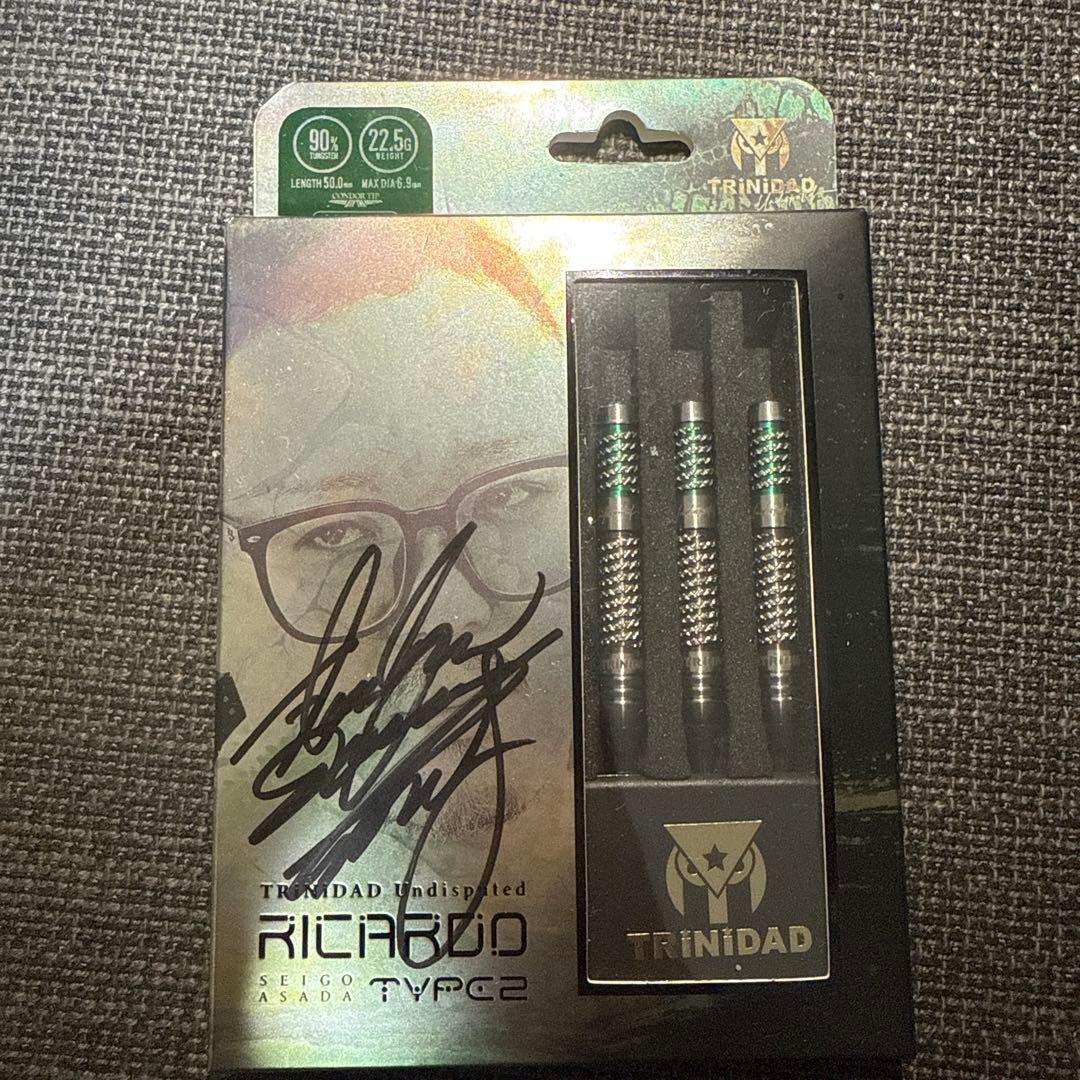 90%
TUNGSTEN
22.5G
WEIGHT
LENGTH 50.0mm MAX DIA 6.9mm
CONDOR TIP
TRiNiDAD
TRiNiDAD Undisputed
RICARDO
SEIGO
ASADA
TYPE2
TRiNiDAD